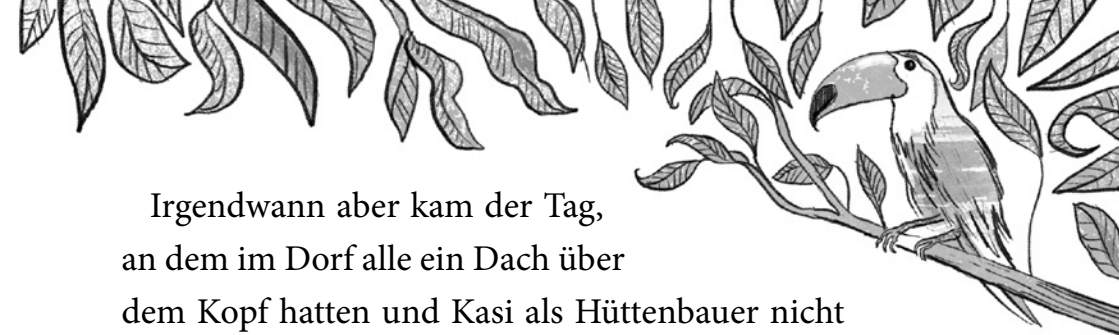 Irgendwann aber kam der Tag,
an dem im Dorf alle ein Dach über
dem Kopf hatten und Kasi als Hüttenbauer nicht